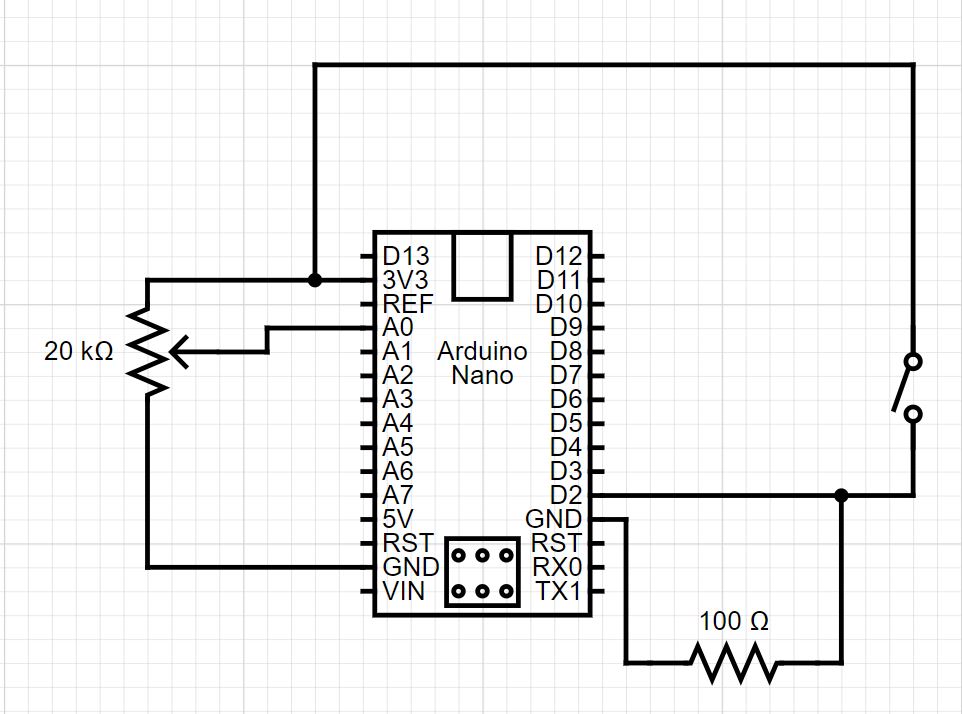 D13
3V3
REF
A0
A1
A2
A3
A4
A5
A6
A7
5V
RST
GND
VIN
20 kΩ
Arduino
Nano
D12
D11
D10
D9
D8
D7
D6
D5
D4
D3
D2
GND
RST
RX0
TX1
100 Ω